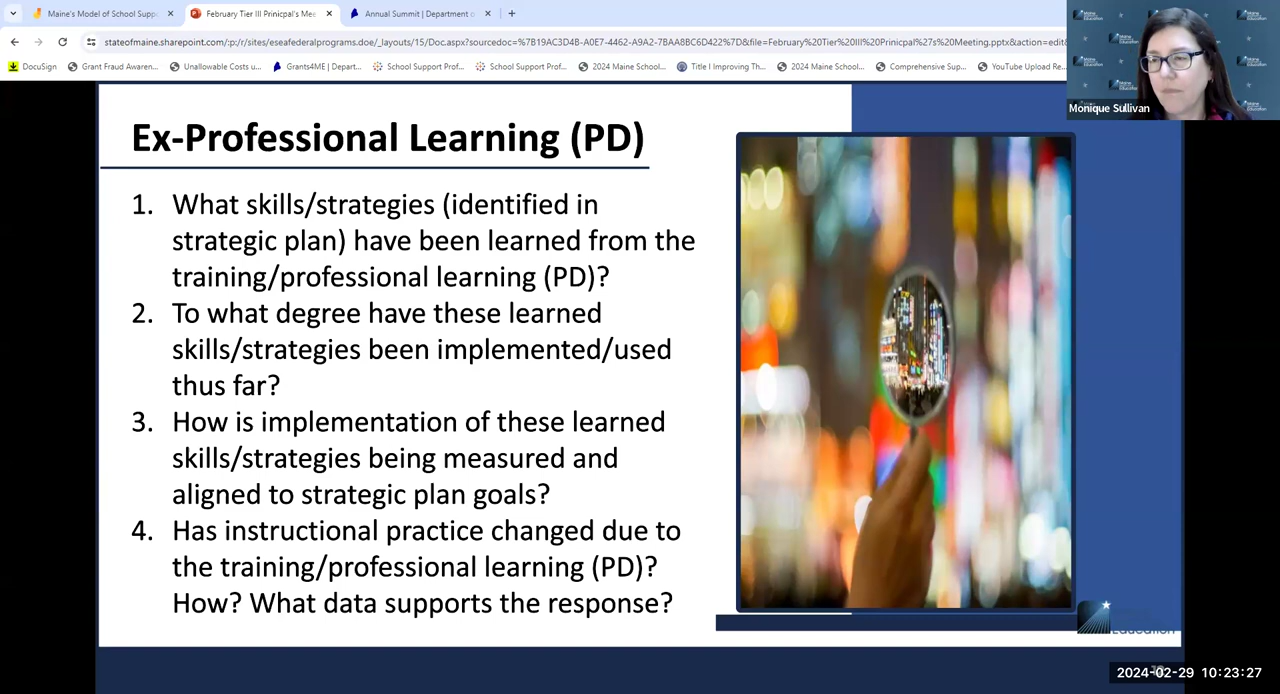 Maine's Model of School Suppo
February Tier III Prinicpal's Mee
Annual Summit | Department o
stateofmaine.sharepoint.com/:p:/r/sites/eseafederalprograms.doe/_layouts/15/Doc.aspx?sourcedoc=%7B19AC3D4B-A0E7-4462-A9A2-7BAA8BC6D422%7D&file=February%20Tier%20III%20Prinicpal%27s%20Meeting.pptx&action=edit
DocuSign
Grant Fraud Awaren...
Unallowable Costs u...
Grants4ME | Depart...
School Support Prof...
School Support Prof...
2024 Maine School...
Title I Improving Th...
2024 Maine School...
Comprehensive Sup...
YouTube Upload Re
Monique Sullivan
Ex-Professional Learning (PD)
1. What skills/strategies (identified in
strategic plan) have been learned from the
training/professional learning (PD)?
2. To what degree have these learned
skills/strategies been implemented/used
thus far?
3. How is implementation of these learned
skills/strategies being measured and
aligned to strategic plan goals?
4. Has instructional practice changed due to
the training/professional learning (PD)?
How? What data supports the response?
Education
2024-02-29 10:23:27